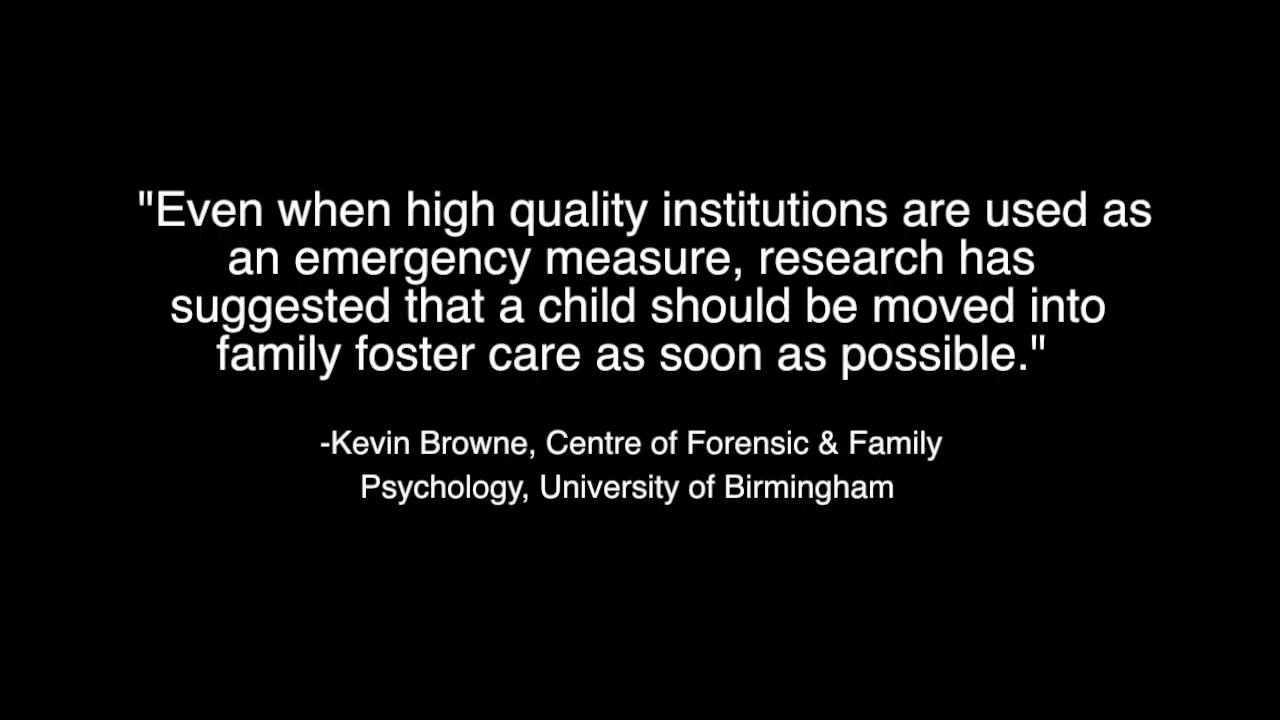 "Even when high quality institutions are used as
an emergency measure, research has
suggested that a child should be moved into
family foster care as soon as possible."
-Kevin Browne, Centre of Forensic & Family
Psychology, University of Birmingham